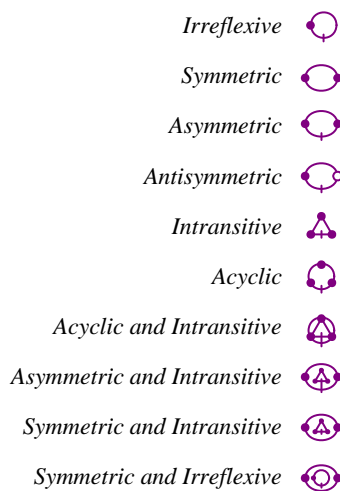 Irreflexive
Symmetric
Asymmetric
Antisymmetric
Intransitive
Acyclic
Acyclic and Intransitive
Asymmetric and Intransitive
Symmetric and Intransitive
Symmetric and Irreflexive